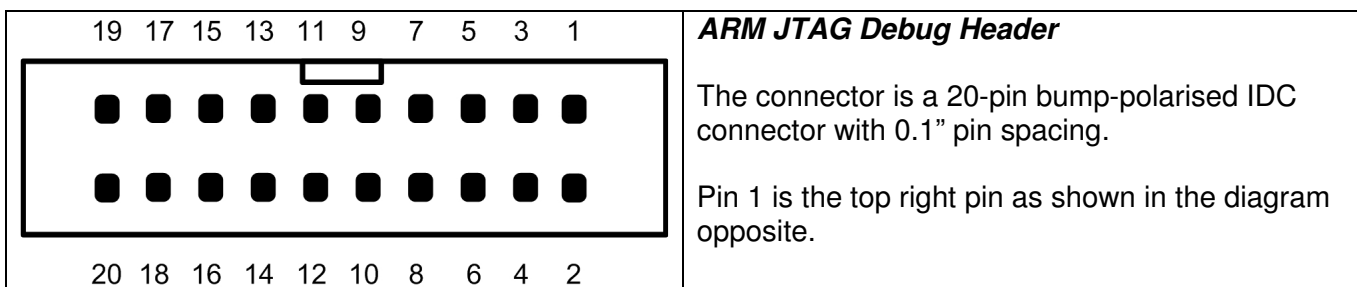 19 17 15 13 11 9 7 5 3 1
20 18 16 14 12 10 8 6 4 2
ARM JTAG Debug Header
The connector is a 20-pin bump-polarised IDC
connector with 0.1” pin spacing.
Pin 1 is the top right pin as shown in the diagram
opposite.